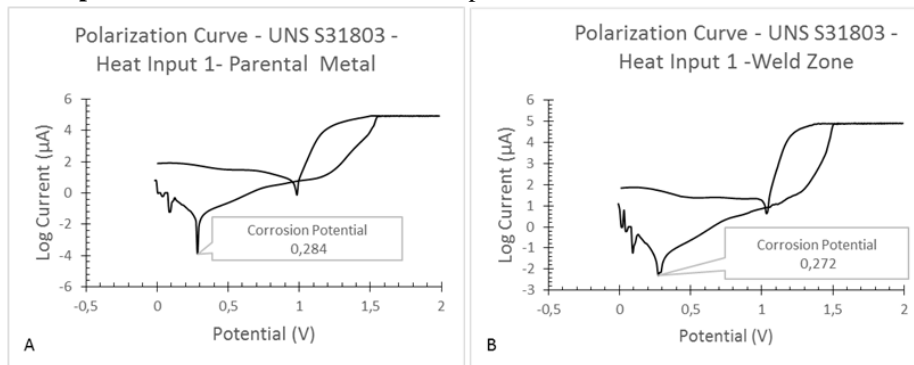 Polarization Curve - UNS S31803 -
Heat Input 1- Parental Metal
6
4
2
0
-2
-4
-6
Log Current (µA)
Corrosion Potential
0,284
-0,5
0
0,5
1
1,5
2
Potential (V)
A
Polarization Curve - UNS S31803 -
Heat Input 1 -Weld Zone
6
5
4
3
2
1
0
-1
-2
-3
Log Current (µA)
Corrosion Potential
0,272
-0,5
0
0,5
1
1,5
2
Potential (V)
B